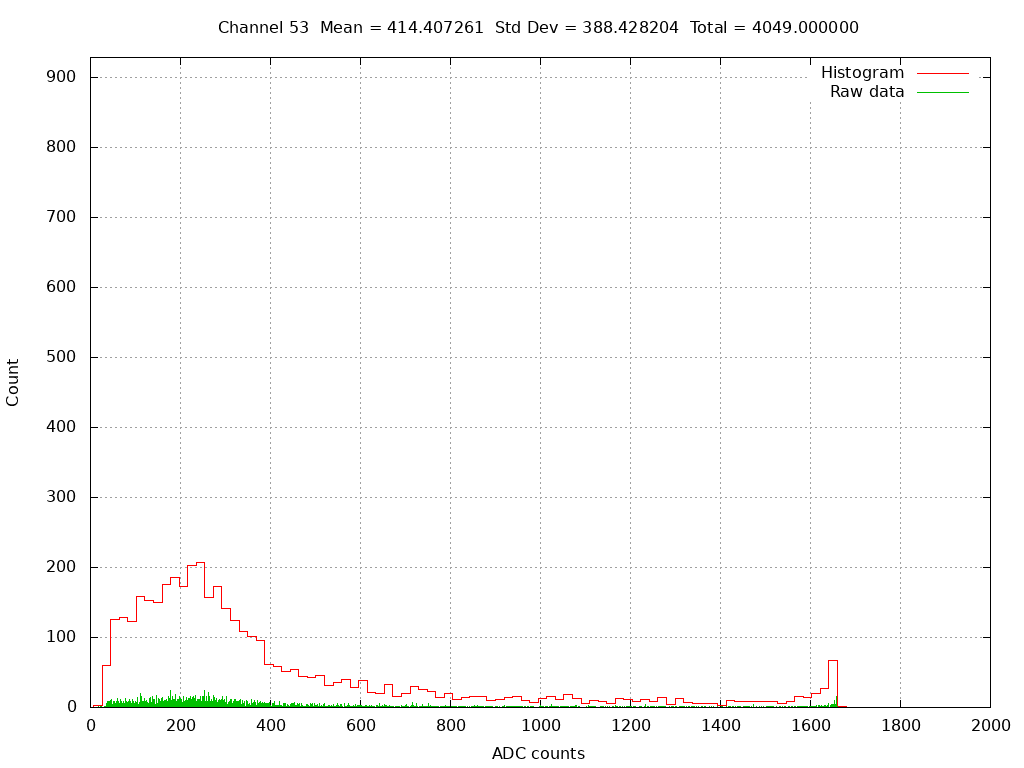 Channel 53  Mean = 414.407261  Std Dev = 388.428204  Total = 4049.000000
Histogram
Raw data
900
800
700
600
500
400
300
200
100
0
Count
0 200 400 600 800 1000 1200 1400 1600 1800 2000
ADC counts